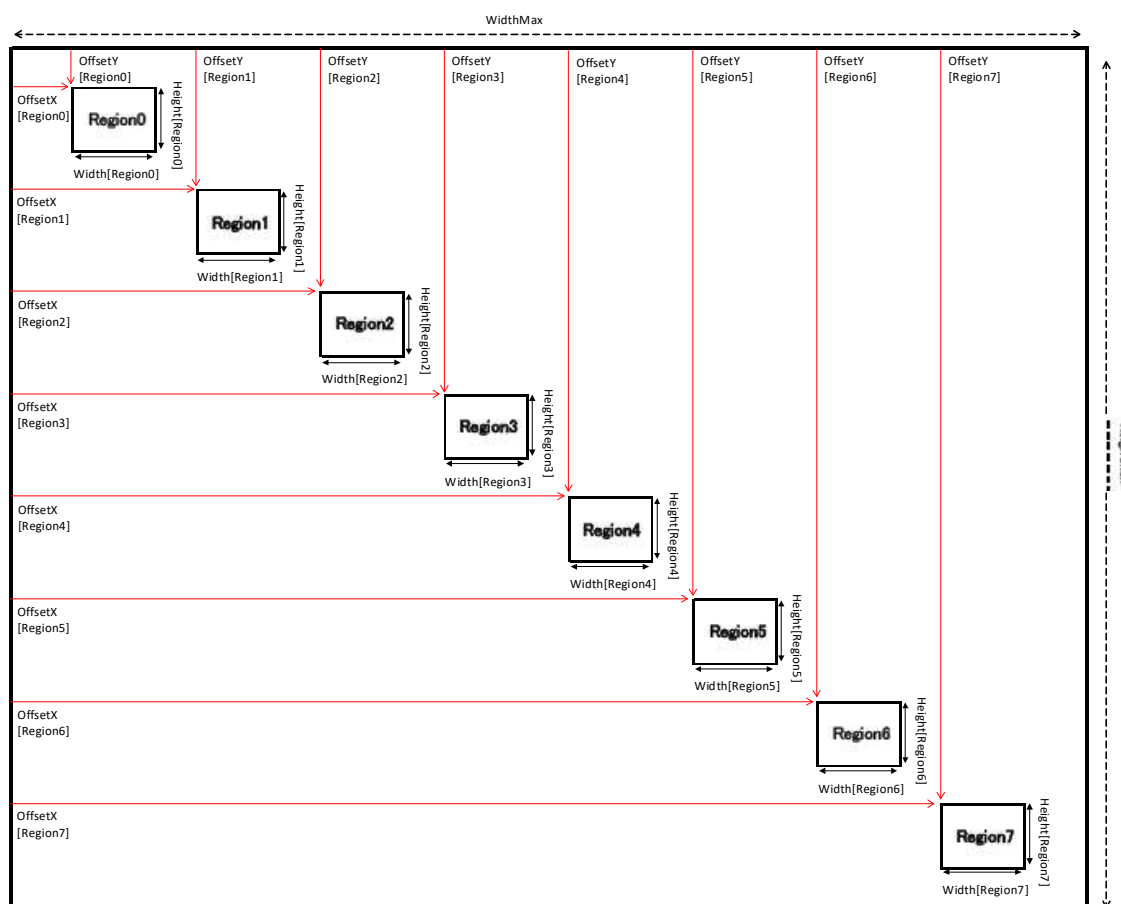 WidthMax
OffsetY
[Region0]
OffsetY
[Region1]
OffsetY
[Region2]
OffsetY
[Region3]
OffsetY
[Region4]
OffsetY
[Region5]
OffsetY
[Region6]
OffsetY
[Region7]
OffsetX
[Region0]
Region0
Height[Region0]
Width[Region0]
OffsetX
[Region1]
Region1
Height[Region1]
Width[Region1]
OffsetX
[Region2]
Region2
Height[Region2]
Width[Region2]
OffsetX
[Region3]
Region3
Height[Region3]
Width[Region3]
OffsetX
[Region4]
Region4
Height[Region4]
Width[Region4]
OffsetX
[Region5]
Region5
Height[Region5]
Width[Region5]
OffsetX
[Region6]
Region6
Height[Region6]
Width[Region6]
OffsetX
[Region7]
Region7
Height[Region7]
Width[Region7]